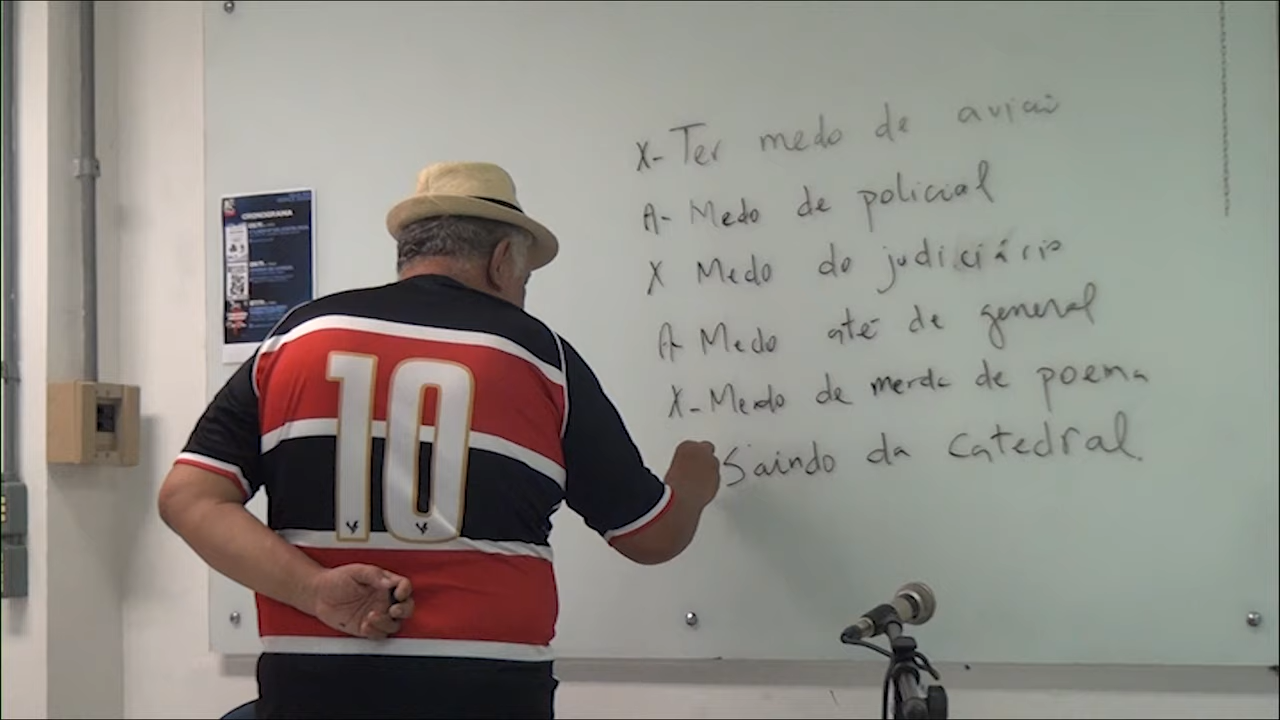 CRONOGRAMA
10
X- Ter medo de
A- Medo de policial
X Medo do judiciário
A- Medo até de general
X- Medo de merda de poema
Saindo da catedral